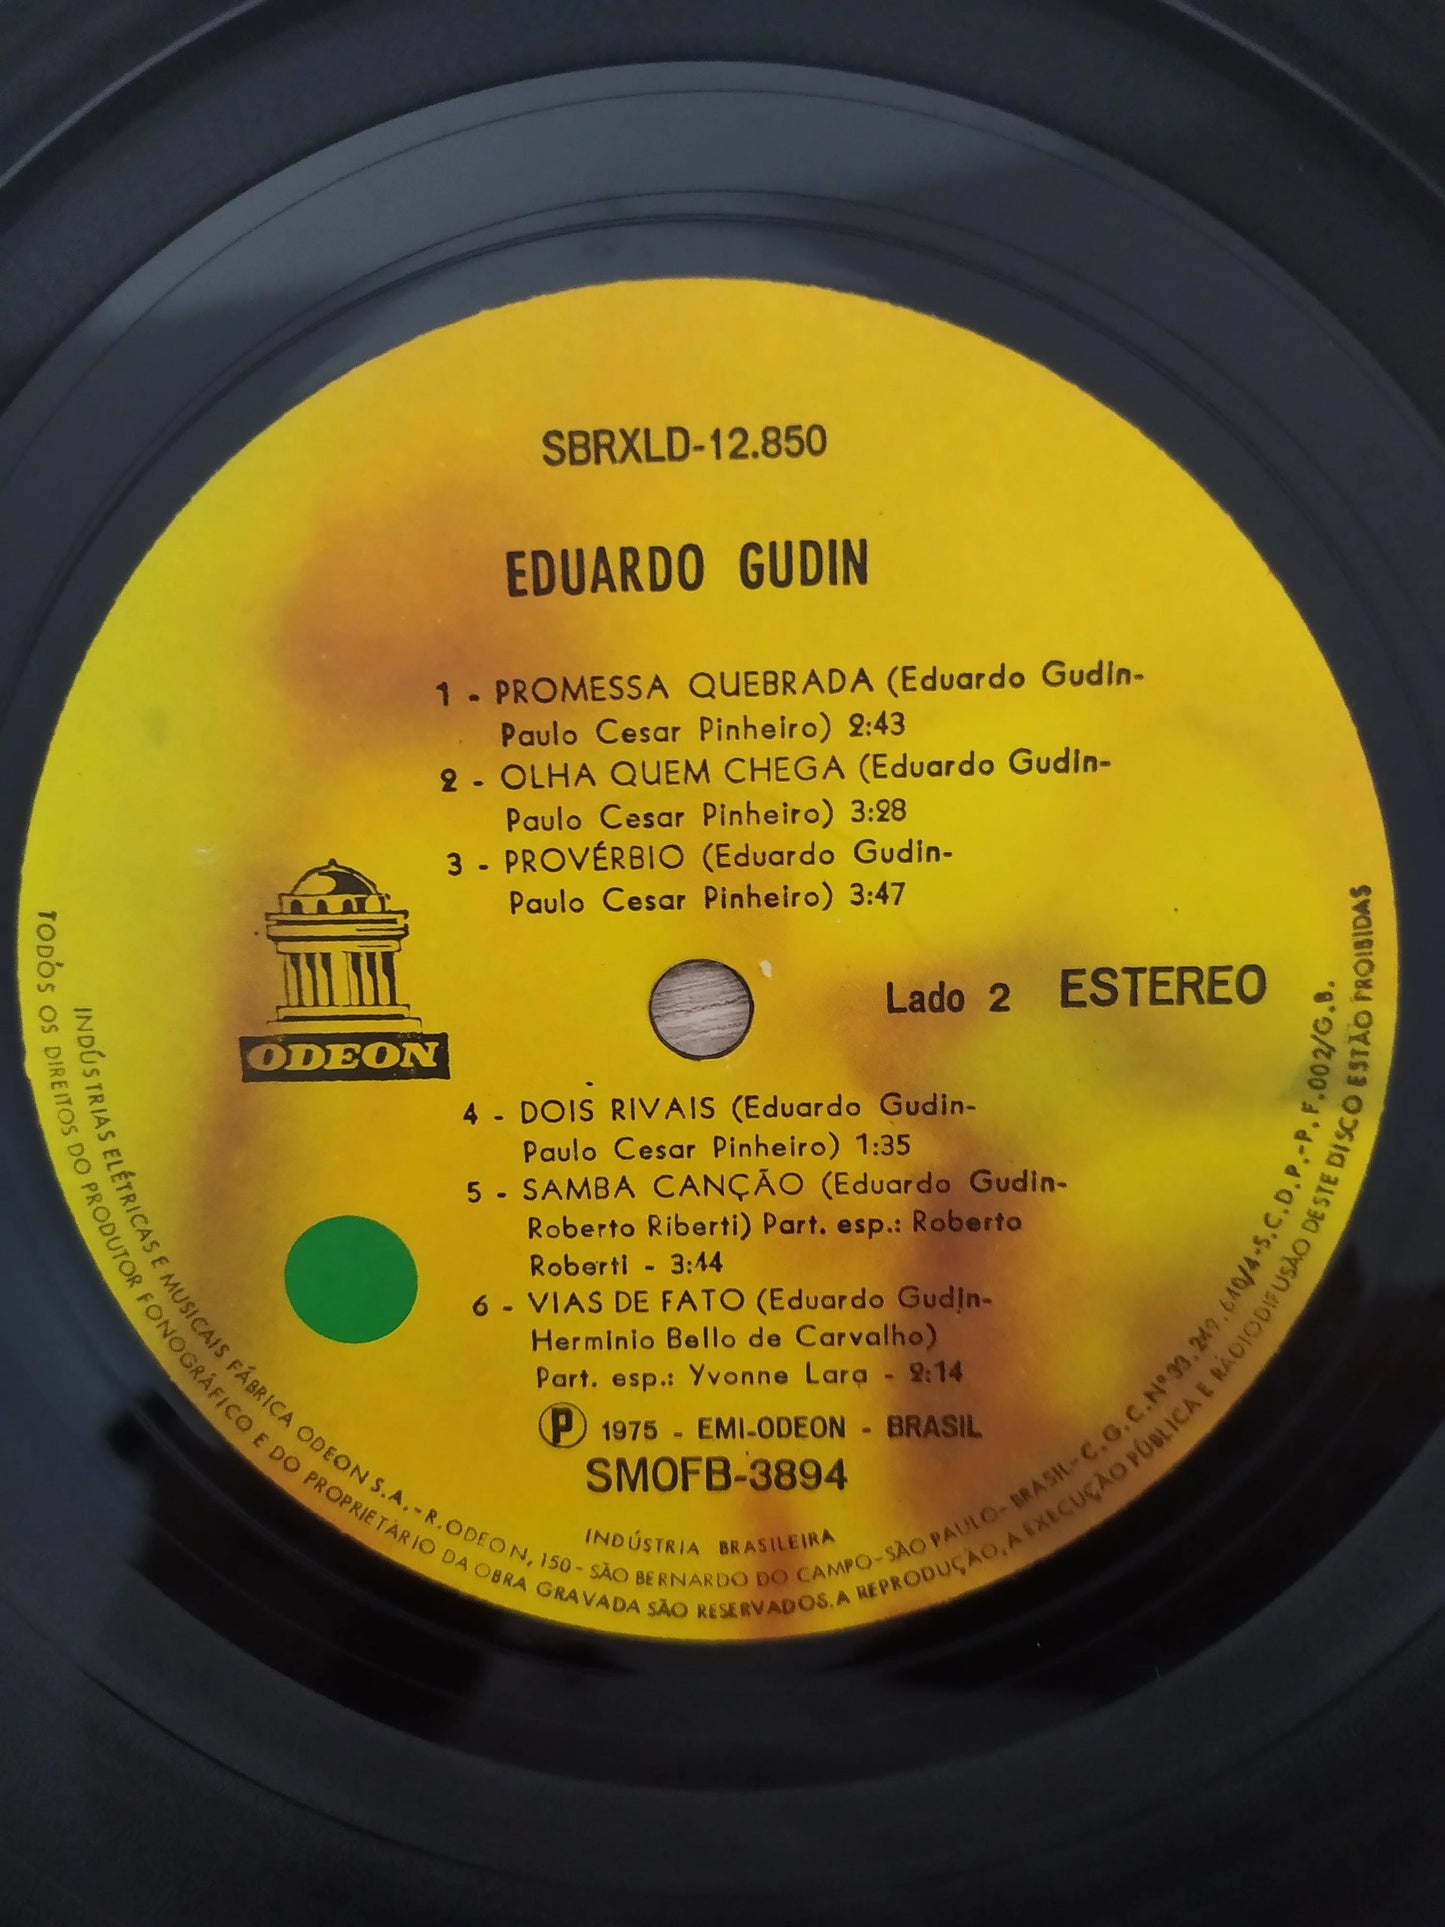 SBRXLD-12.850
EDUARDO GUDIN
1 - PROMESSA QUEBRADA (Eduardo Gudin-
Paulo Cesar Pinheiro) 2:43
2 - OLHA QUEM CHEGA (Eduardo Gudin-
Paulo Cesar Pinheiro) 3:28
3 - PROVÉRBIO (Eduardo Gudin-
Paulo Cesar Pinheiro) 3:47
Lado 2 ESTEREO
ODEON
4 - DOIS RIVAIS (Eduardo Gudin-
Paulo Cesar Pinheiro) 1:35
5 - SAMBA CANÇÃO (Eduardo Gudin-
Roberto Riberti) Part. esp.: Roberto
Roberti - 3:44
6 - VIAS DE FATO (Eduardo Gudin-
Herminio Bello de Carvalho)
Part. esp.: Yvonne Lara - 2:14
Ⓟ 1975 - EMI-ODEON - BRASIL
SMOFB-3894
INDÚSTRIA BRASILEIRA
INDÚSTRIAS ELÉTRICAS E MUSICAIS FÁBRICA ODEON S.A. - R. ODEON, 150 - SÃO BERNARDO DO CAMPO - SÃO PAULO - BRASIL - C.G.C. Nº 33.249.640/4 - S.C.D.P. - P.F. 002/G.B.
TODOS OS DIREITOS DO PRODUTOR FONOGRÁFICO E DO PROPRIETÁRIO DA OBRA GRAVADA SÃO RESERVADOS. A REPRODUÇÃO, A EXECUÇÃO PÚBLICA E RADIODIFUSÃO DESTE DISCO ESTÃO PROIBIDAS